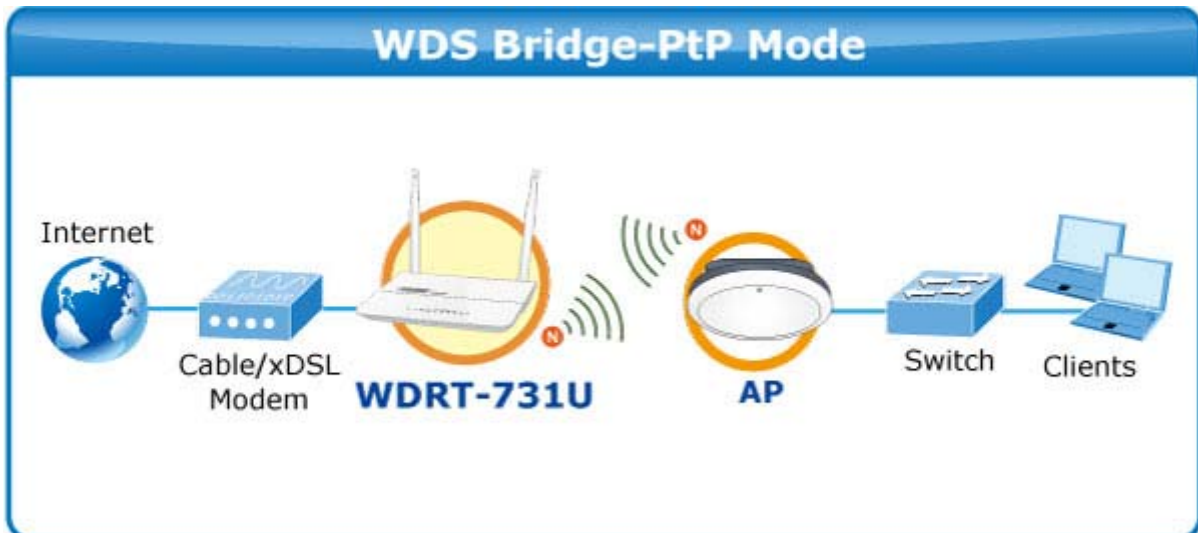 WDS Bridge-PtP Mode
Internet
Cable/xDSL
Modem
WDRT-731U
N
N
AP
Switch
Clients